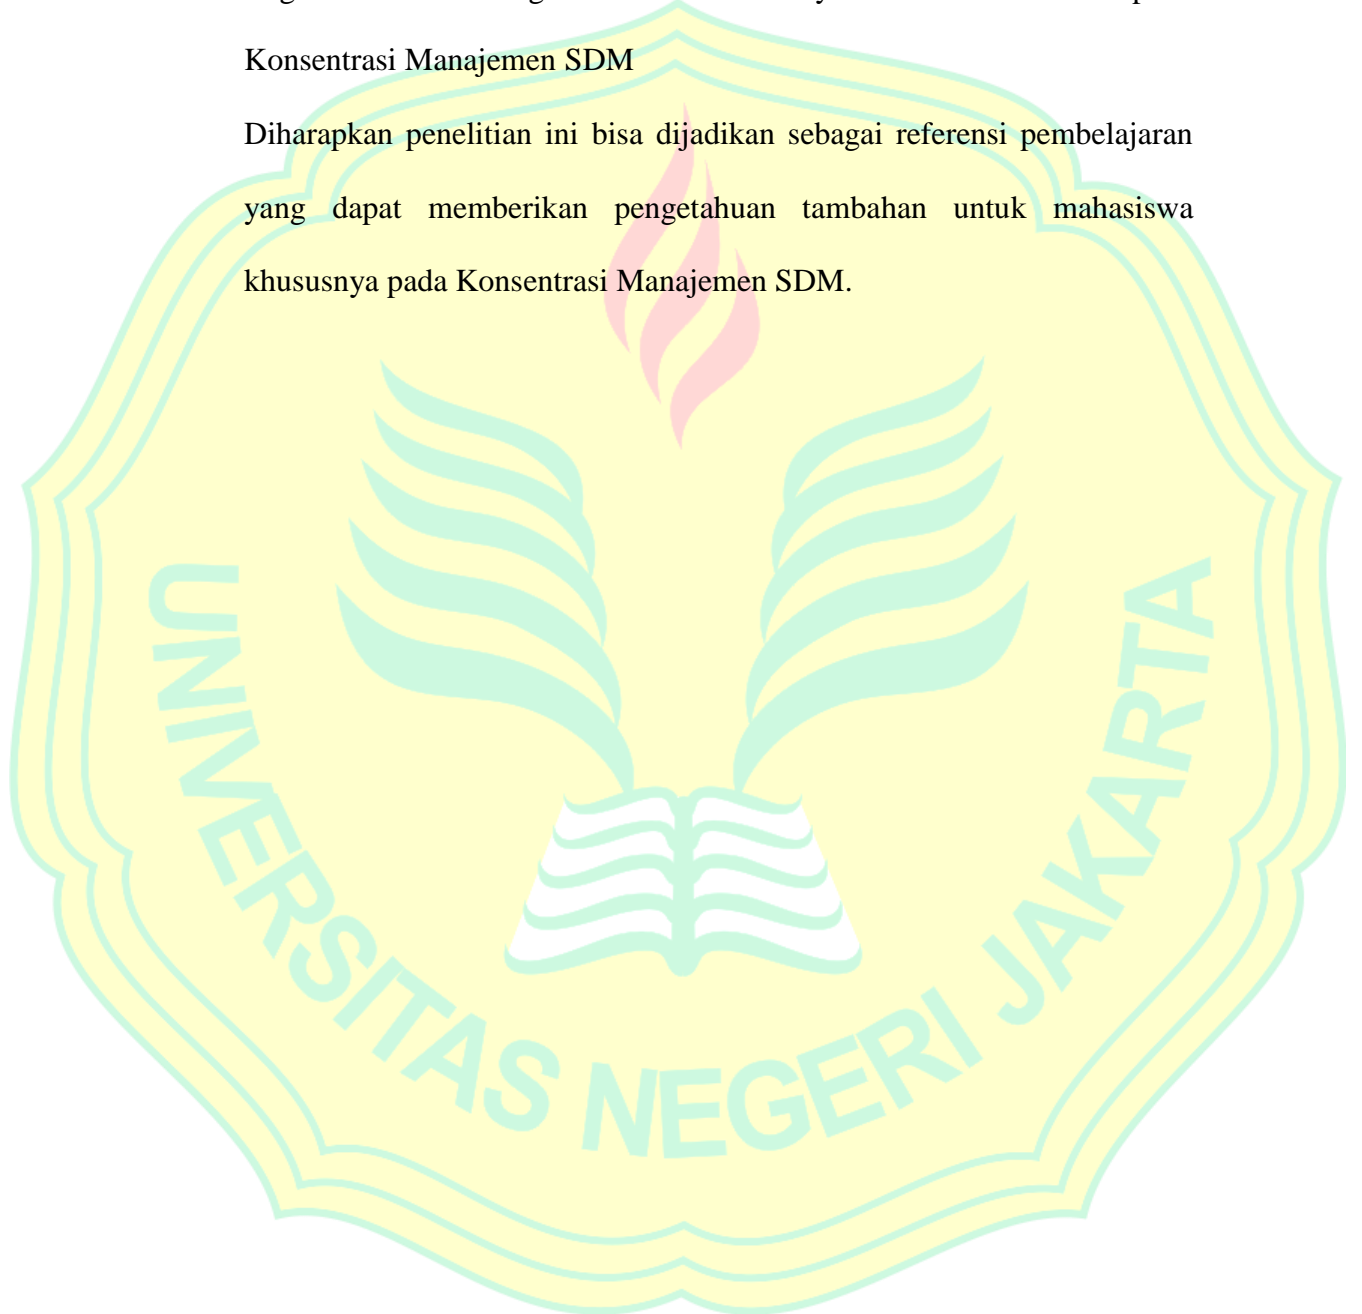 Konsentrasi Manajemen SDM
Diharapkan penelitian ini bisa dijadikan sebagai referensi pembelajaran
yang dapat memberikan pengetahuan tambahan untuk mahasiswa
khususnya pada Konsentrasi Manajemen SDM.
UNIVERSITAS NEGERI JAKARTA